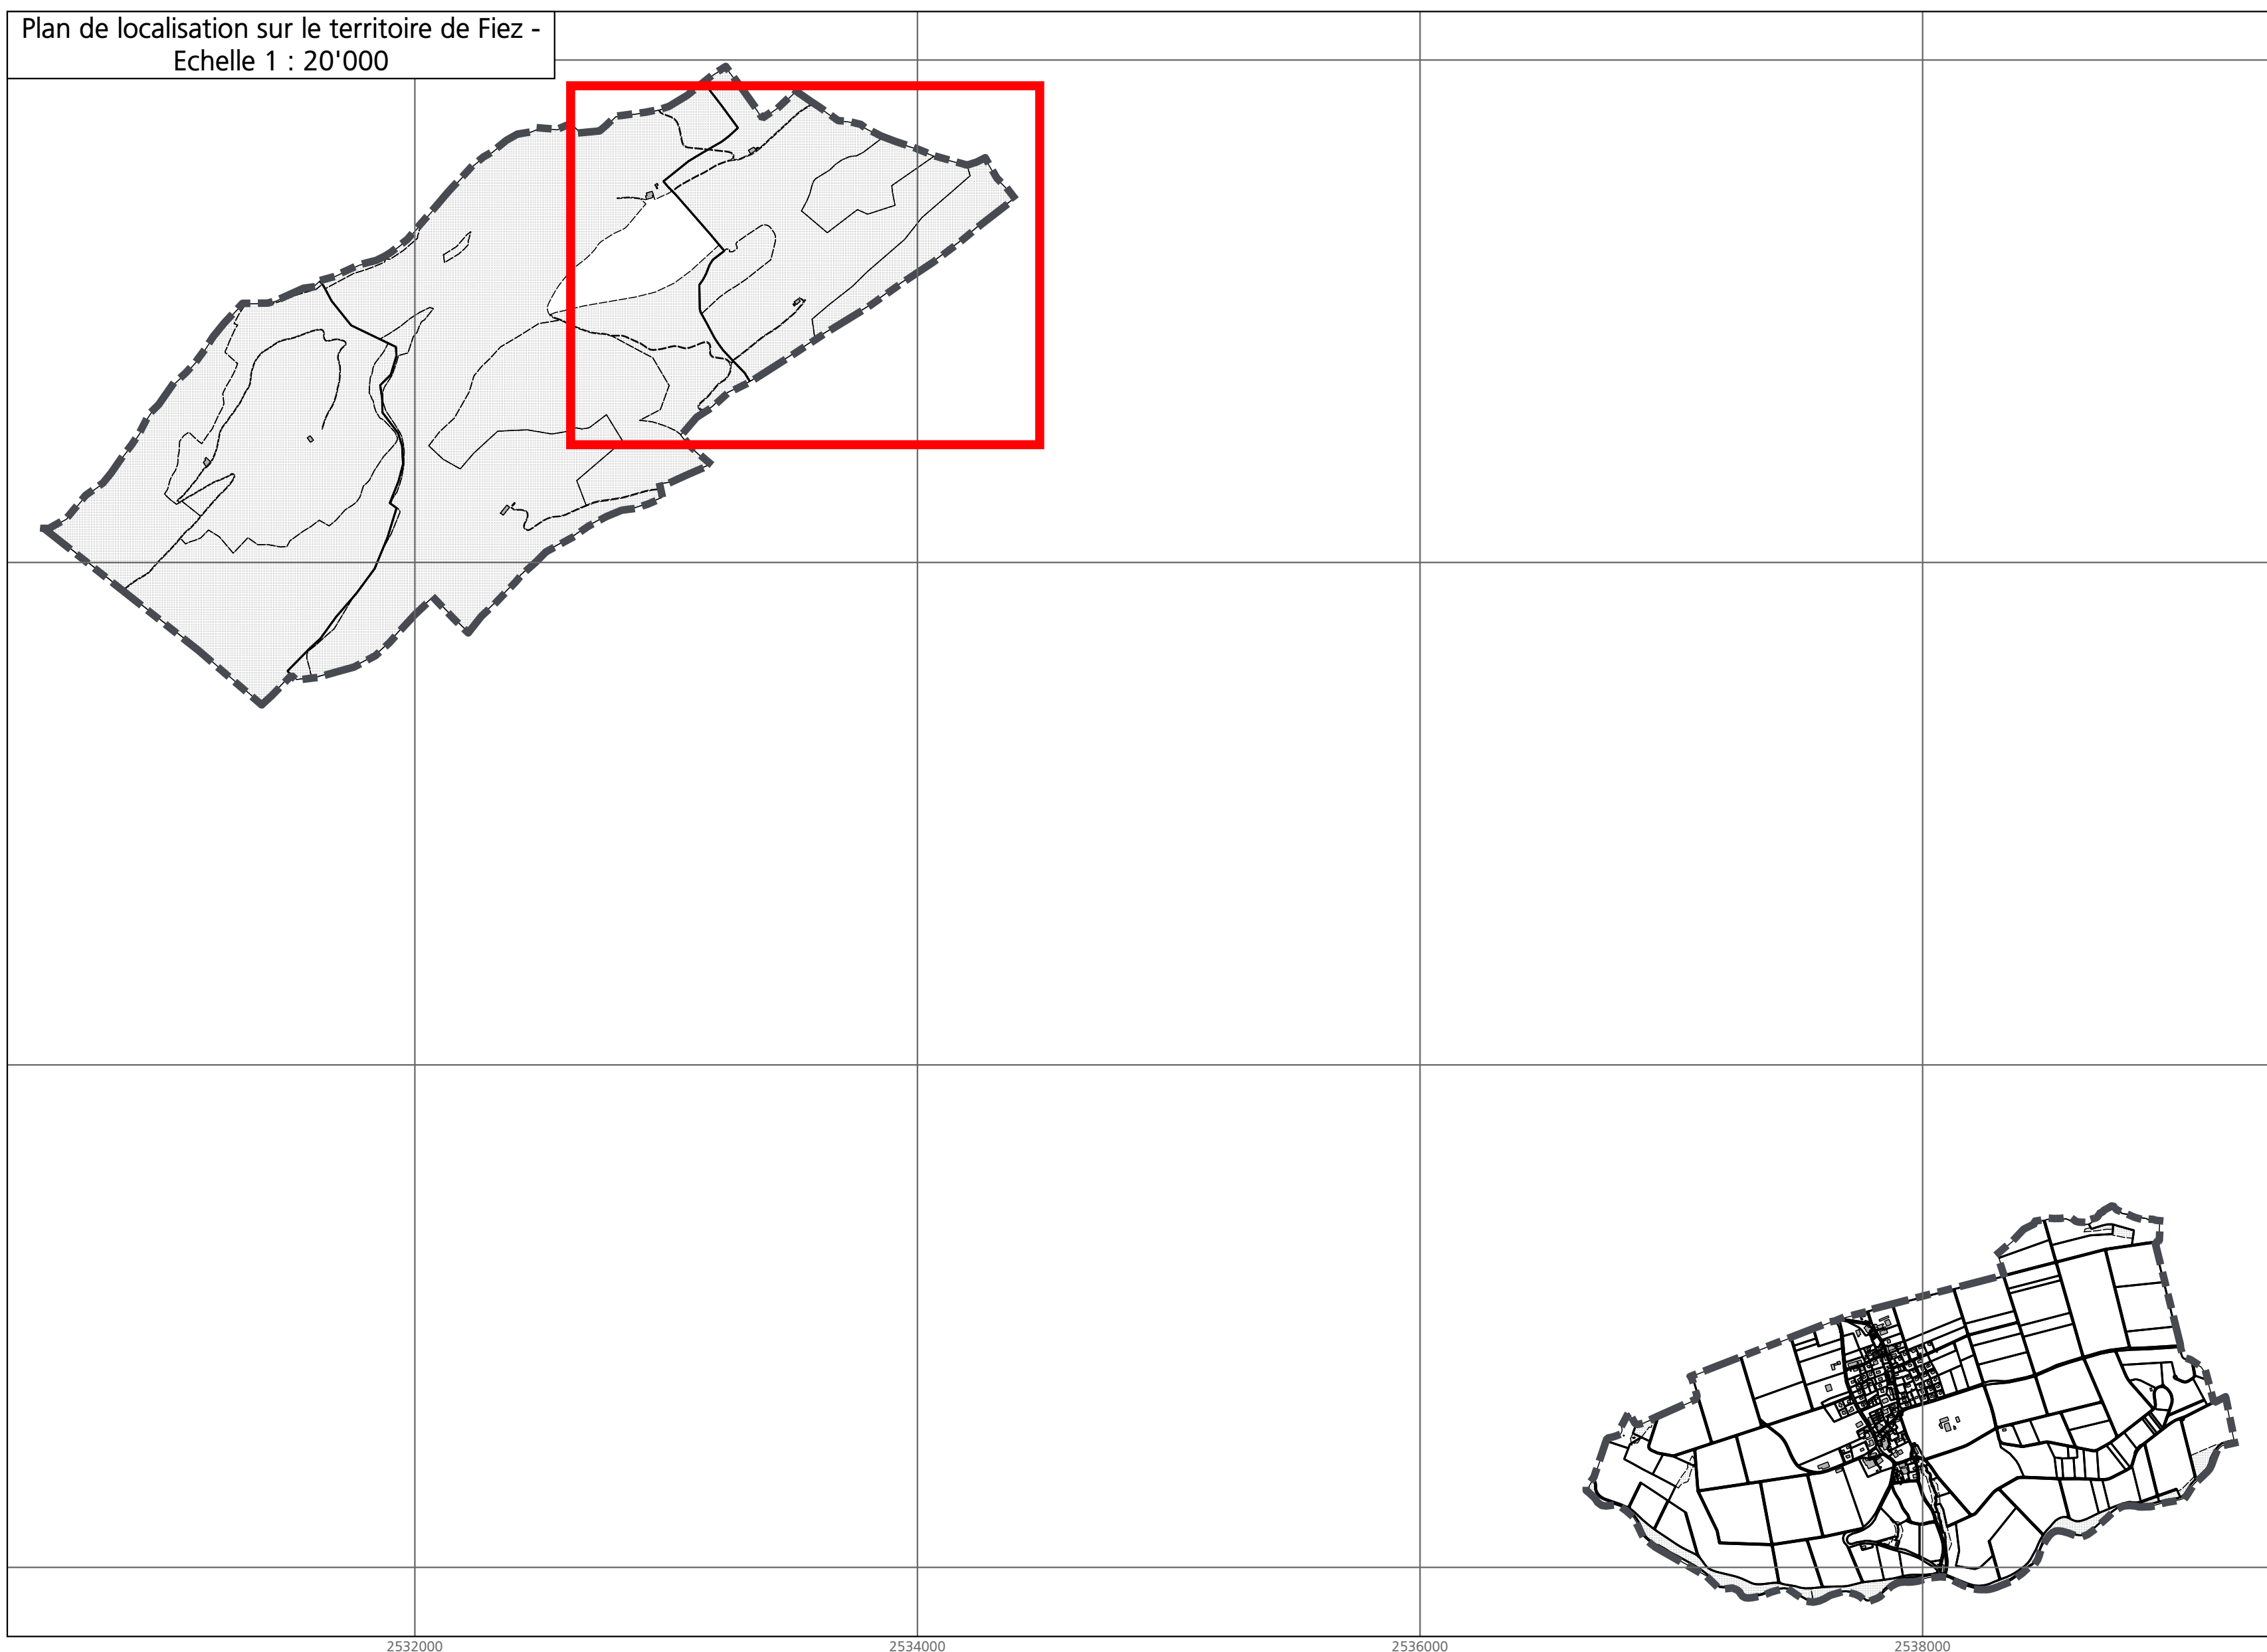 Plan de localisation sur le territoire de Fiez -
Echelle 1 : 20'000
2532000
2534000
2536000
2538000